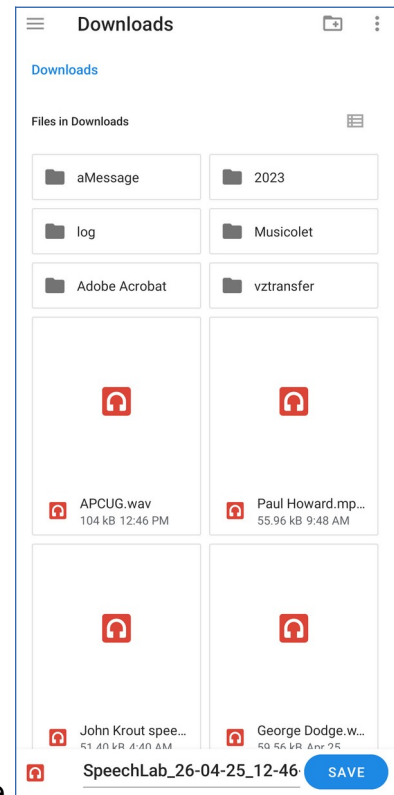 Downloads
Downloads
Files in Downloads
aMessage
2023
log
Musicolet
Adobe Acrobat
vztransfer
APCUG.wav
104 kB 12:46 PM
Paul Howard.mp...
55.96 kB 9:48 AM
John Krout spee...
51.40 kB 4:40 AM
George Dodge.w...
59.56 kB Apr 25
SpeechLab_26-04-25_12-46-
SAVE